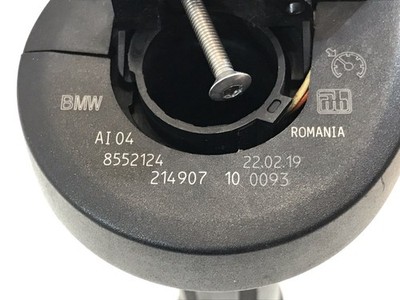 BMW
AI 04
ROMANIA
8552124
22.02.19
214907 10 0093